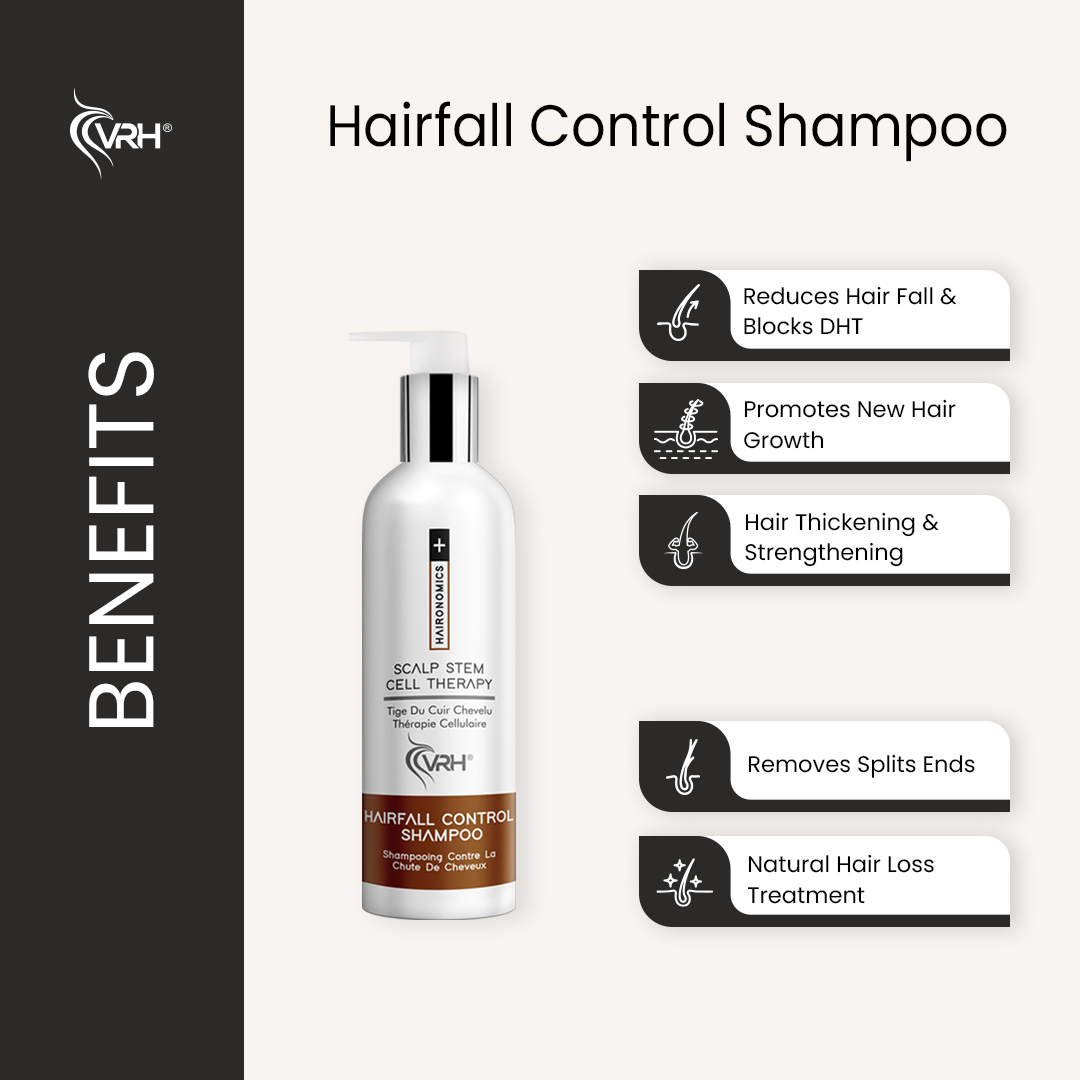 VRH®
Hairfall Control Shampoo
BENEFITS
Reduces Hair Fall &
Blocks DHT
Promotes New Hair
Growth
Hair Thickening &
Strengthening
Removes Splits Ends
Natural Hair Loss
Treatment
+
HAIRONOMICS
SCALP STEM
CELL THERAPY
Tige Du Cuir Chevelu
Thérapie Cellulaire
VRH®
HAIRFALL CONTROL
SHAMPOO
Shampooing Contre La
Chute De Cheveux